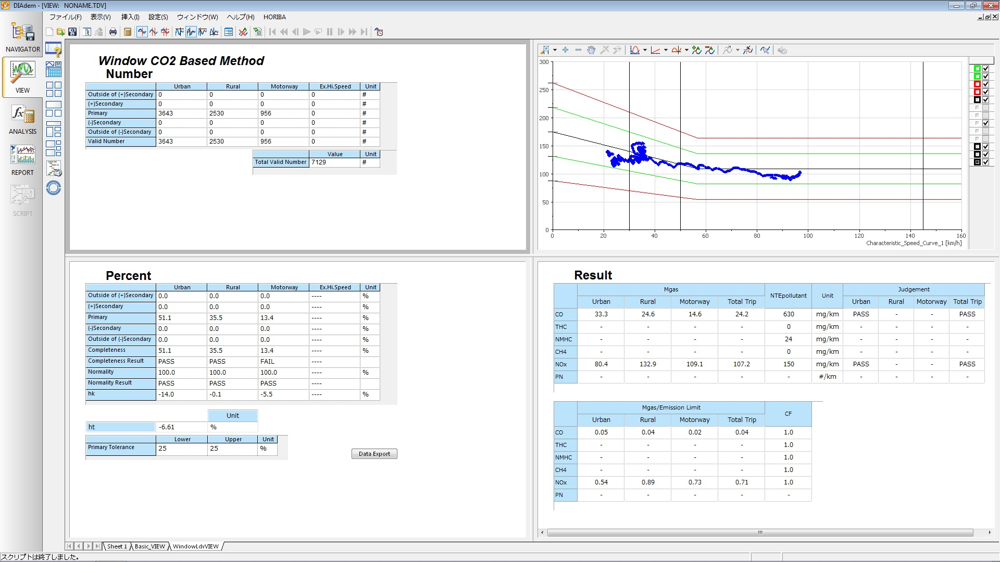 DIAdem - [VIEW:   NONAME.TDV]
ファイル(F) 表示(V) 挿入(I) 設定(S) ウィンドウ(W) ヘルプ(H) HORIBA
NAVIGATOR
VIEW
ANALYSIS
REPORT
SCRIPT
Window CO2 Based Method
Number
Urban Rural Motorway Ex.Hi.Speed Unit
Outside of (+)Secondary 0 0 0 0 #
(+)Secondary 0 0 0 0 #
Primary 3643 2530 956 0 #
(-)Secondary 0 0 0 0 #
Outside of (-)Secondary 0 0 0 0 #
Valid Number 3643 2530 956 0 #
Value Unit
Total Valid Number 7129 #
300
250
200
150
100
50
0
0 20 40 60 80 100 120 140 160
Characteristic_Speed_Curve_1 [km/h]
Percent
Urban Rural Motorway Ex.Hi.Speed Unit
Outside of (+)Secondary 0.0 0.0 0.0 ---- %
(+)Secondary 0.0 0.0 0.0 ---- %
Primary 51.1 35.5 13.4 ---- %
(-)Secondary 0.0 0.0 0.0 ---- %
Outside of (-)Secondary 0.0 0.0 0.0 ---- %
Completeness 51.1 35.5 13.4 ---- %
Completeness Result PASS PASS FAIL ----
Normality 100.0 100.0 100.0 ---- %
Normality Result PASS PASS PASS ----
hk -14.0 -0.1 -5.5 ---- %
Unit
ht -6.61 %
Lower Upper Unit
Primary Tolerance 25 25 %
Data Export
Result
Mgas NTEpollutant Unit Judgement
Urban Rural Motorway Total Trip Urban Rural Motorway Total Trip
CO 33.3 24.6 14.6 24.2 630 mg/km PASS - - PASS
THC - - - - 0 mg/km - - - -
NMHC - - - - 24 mg/km - - - -
CH4 - - - - 0 mg/km - - - -
NOx 80.4 132.9 109.1 107.2 150 mg/km PASS - - PASS
PN - - - - - #/km - - - -
Mgas/Emission Limit CF
Urban Rural Motorway Total Trip
CO 0.05 0.04 0.02 0.04 1.0
THC - - - - 1.0
NMHC - - - - 1.0
CH4 - - - - 1.0
NOx 0.54 0.89 0.73 0.71 1.0
PN - - - - -
Sheet 1 Basic_VIEW WindowLdvVIEW
スクリプトは終了しました。